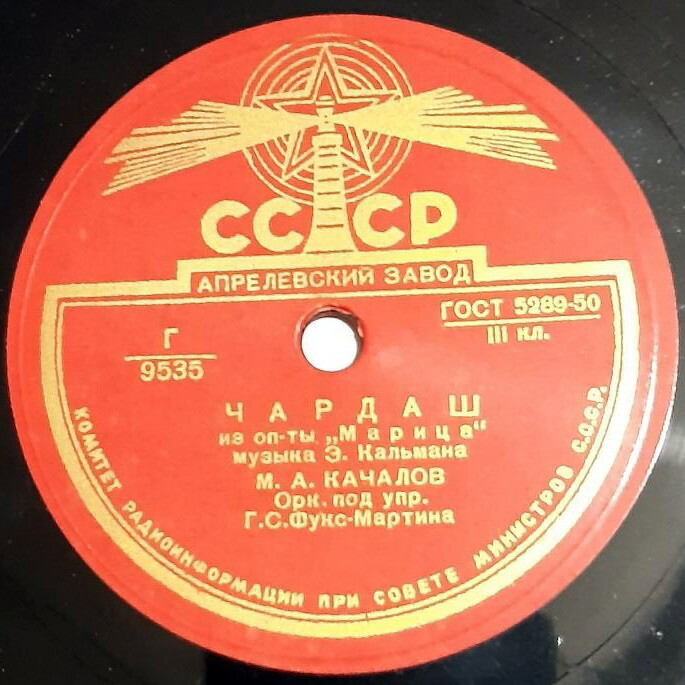 СССР
АПРЕЛЕВСКИЙ ЗАВОД
ГОСТ 5289-50
III кл.
Г
9535
ЧАРДАШ
из оп-ты „Марица“
музыка Э. Кальмана
М. А. КАЧАЛОВ
Орк. под упр.
Г.С.Фукс-Мартина
КОМИТЕТ РАДИОИНФОРМАЦИИ ПРИ СОВЕТЕ МИНИСТРОВ С.С.С.Р.